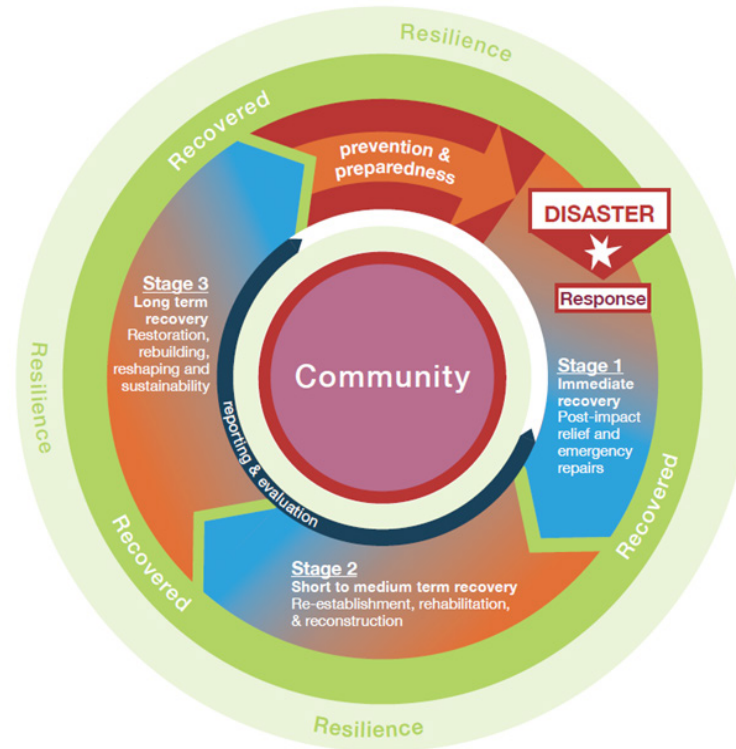 Resilience
Recovered
prevention &
preparedness
DISASTER
Response
Stage 1
Immediate
recovery
Post-impact
relief and
emergency
repairs
Recovered
Stage 2
Short to medium term recovery
Re-establishment, rehabilitation,
& reconstruction
Recovered
Stage 3
Long term
recovery
Restoration,
rebuilding,
reshaping and
sustainability
reporting & evaluation
Community
Resilience
Resilience